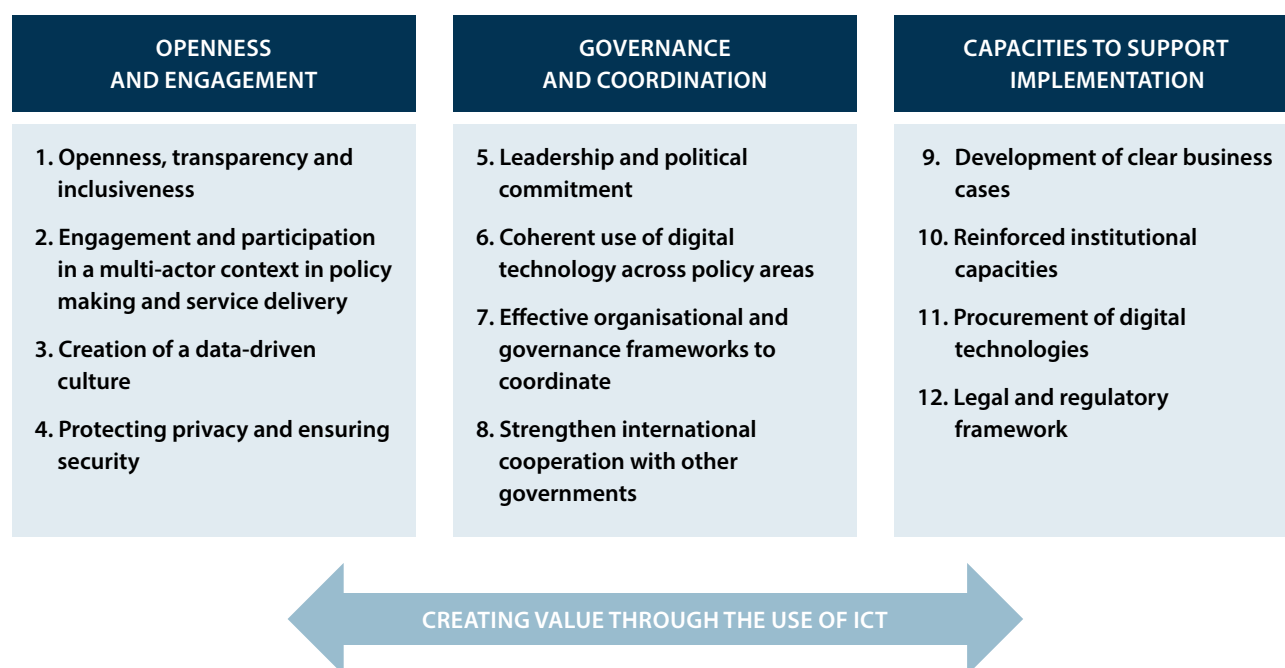 OPENNESS
AND ENGAGEMENT
1. Openness, transparency and
inclusiveness
2. Engagement and participation
in a multi-actor context in policy
making and service delivery
3. Creation of a data-driven
culture
4. Protecting privacy and ensuring
security
GOVERNANCE
AND COORDINATION
5. Leadership and political
commitment
6. Coherent use of digital
technology across policy areas
7. Effective organisational and
governance frameworks to
coordinate
8. Strengthen international
cooperation with other
governments
CAPACITIES TO SUPPORT
IMPLEMENTATION
9. Development of clear business
cases
10. Reinforced institutional
capacities
11. Procurement of digital
technologies
12. Legal and regulatory
framework
CREATING VALUE THROUGH THE USE OF ICT